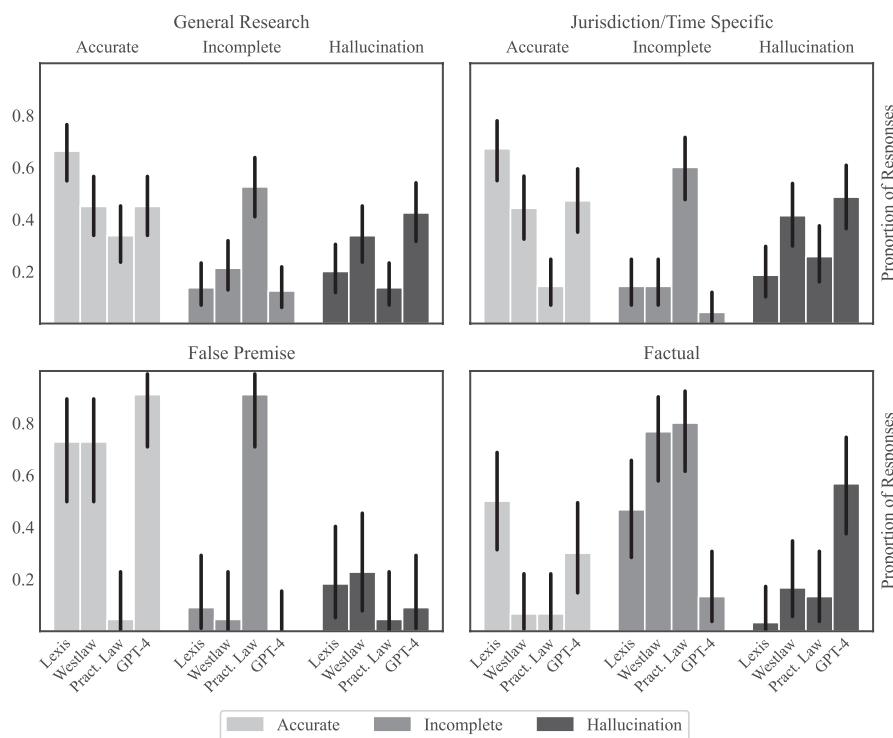 General Research
Jurisdiction/Time Specific
Accurate Incomplete Hallucination
Accurate Incomplete Hallucination
0.8
0.6
0.4
0.2
Proportion of Responses
False Premise
Factual
0.8
0.6
0.4
0.2
Proportion of Responses
Lexis Westlaw Pract. Law GPT-4 Lexis Westlaw Pract. Law GPT-4 Lexis Westlaw Pract. Law GPT-4
Lexis Westlaw Pract. Law GPT-4 Lexis Westlaw Pract. Law GPT-4 Lexis Westlaw Pract. Law GPT-4
Accurate Incomplete Hallucination